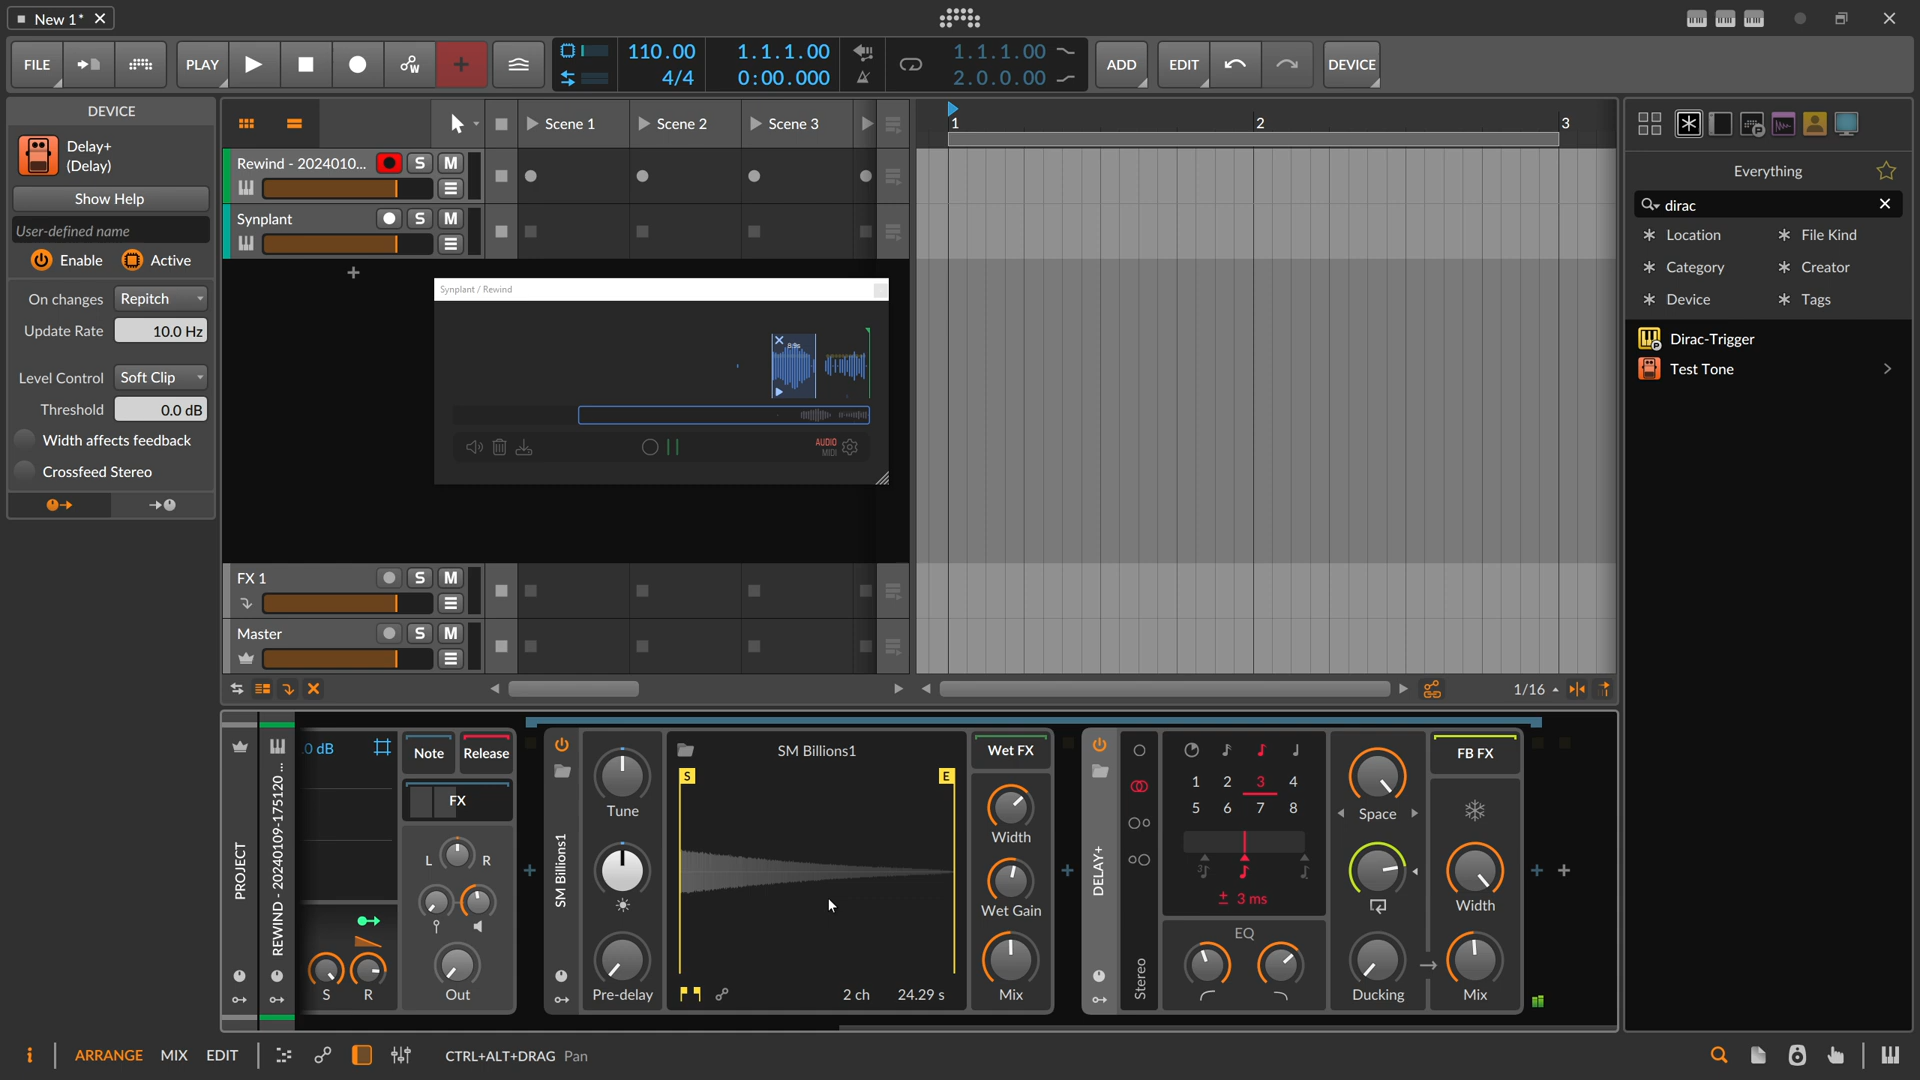 New 1*
FILE
PLAY
110.00
4/4
1.1.1.00
0:00.000
1.1.1.00
2.0.0.00
ADD
EDIT
DEVICE
DEVICE
Delay+
(Delay)
Show Help
User-defined name
Enable
Active
On changes
Repitch
Update Rate
10.0 Hz
Level Control
Soft Clip
Threshold
0.0 dB
Width affects feedback
Crossfeed Stereo
Scene 1
Scene 2
Scene 3
Rewind - 2024010...
S
M
Synplant
S
M
Synplant / Rewind
AUDIO
MIDI
FX 1
S
M
Master
S
M
1
2
3
1/16
Everything
dirac
Location
File Kind
Category
Creator
Device
Tags
Dirac-Trigger
Test Tone
PROJECT
REWIND - 20240109-175120 ...
.0 dB
S
R
Note
Release
FX
L
R
Out
SM Billions1
Tune
Pre-delay
SM Billions1
S
E
2 ch
24.29 s
Wet FX
Width
Wet Gain
Mix
DELAY+
Stereo
1
2
3
4
5
6
7
8
3
± 3 ms
EQ
Space
Ducking
FB FX
Width
Mix
i
ARRANGE
MIX
EDIT
CTRL+ALT+DRAG Pan